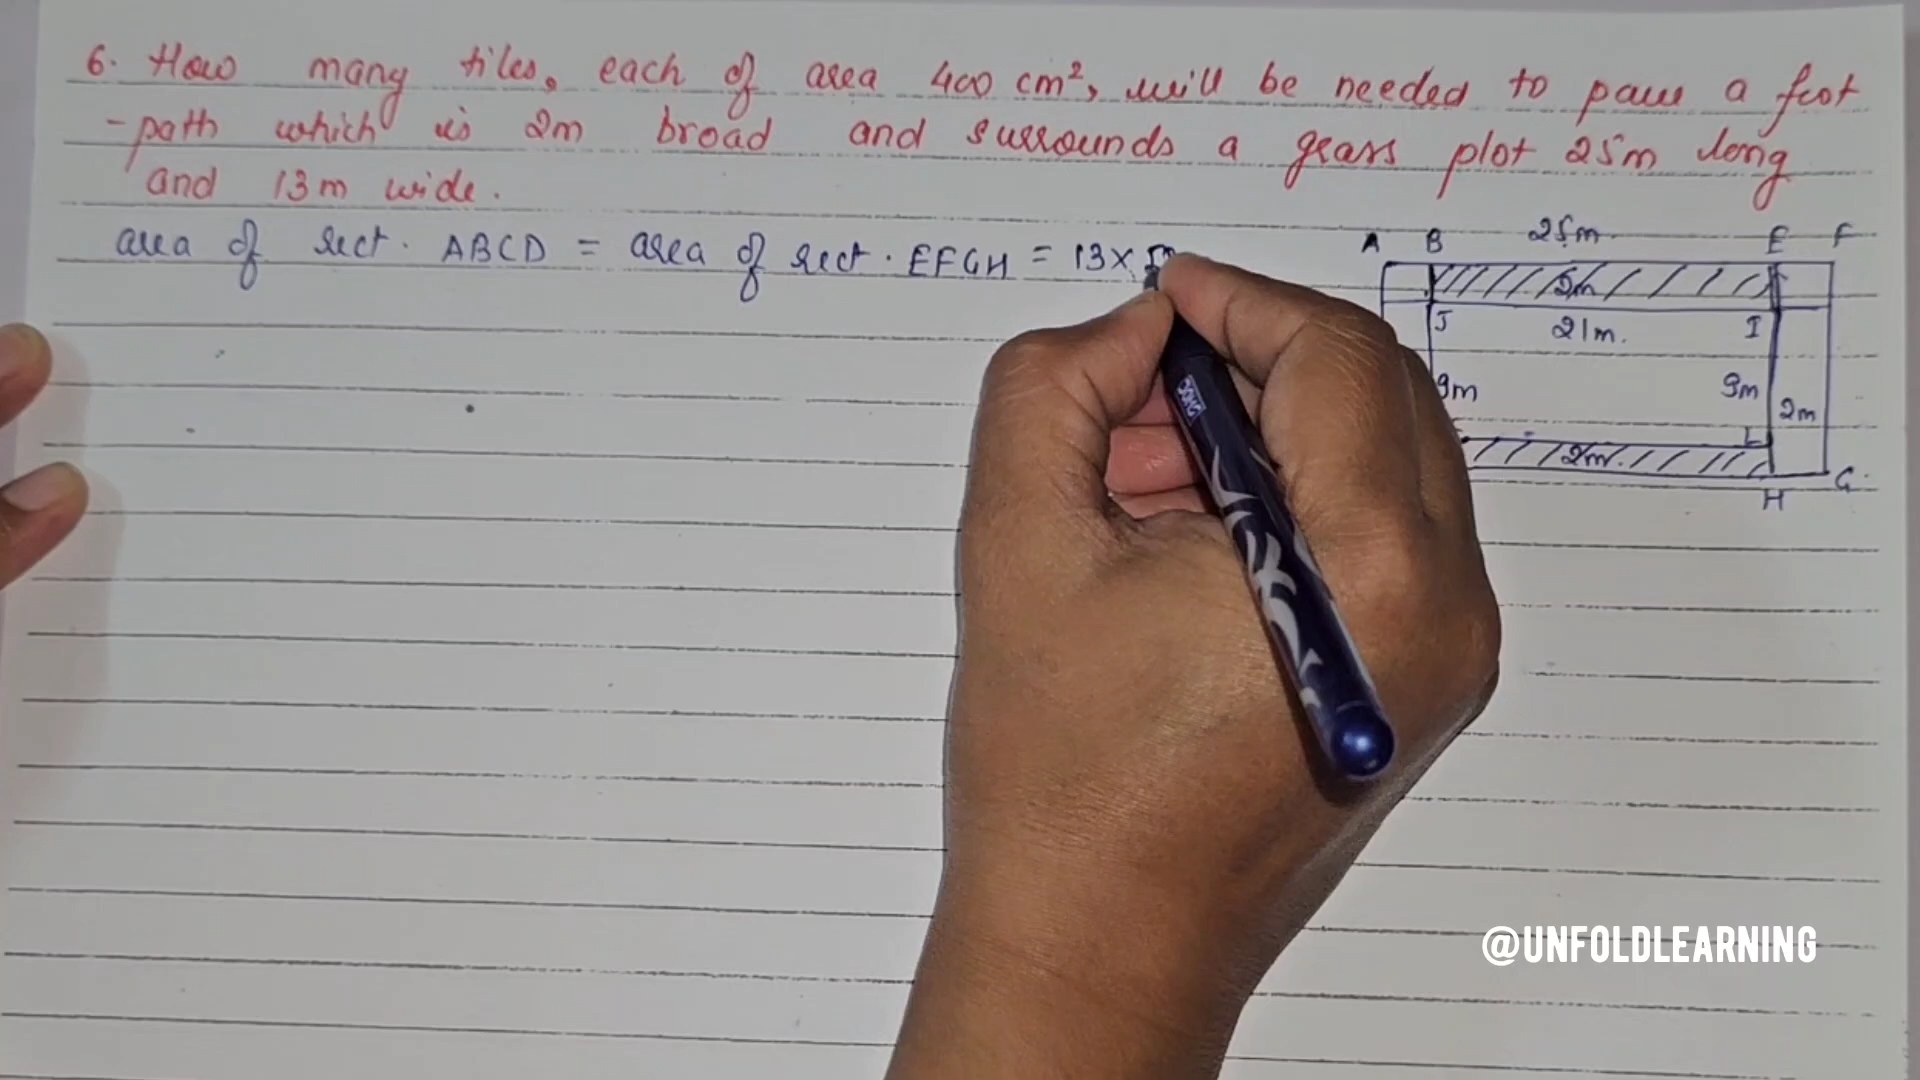 6. How many tiles, each of area 400 cm², will be needed to pave a foot
-path which is 2m broad and surrounds a grass plot 25m long
and 13m wide.
area of rect. ABCD = area of rect. EFGH = 13×
25m
A B E F
2m
J 21m. I
9m 9m
2m
2m.
G
H
DOMS
@UNFOLDLEARNING